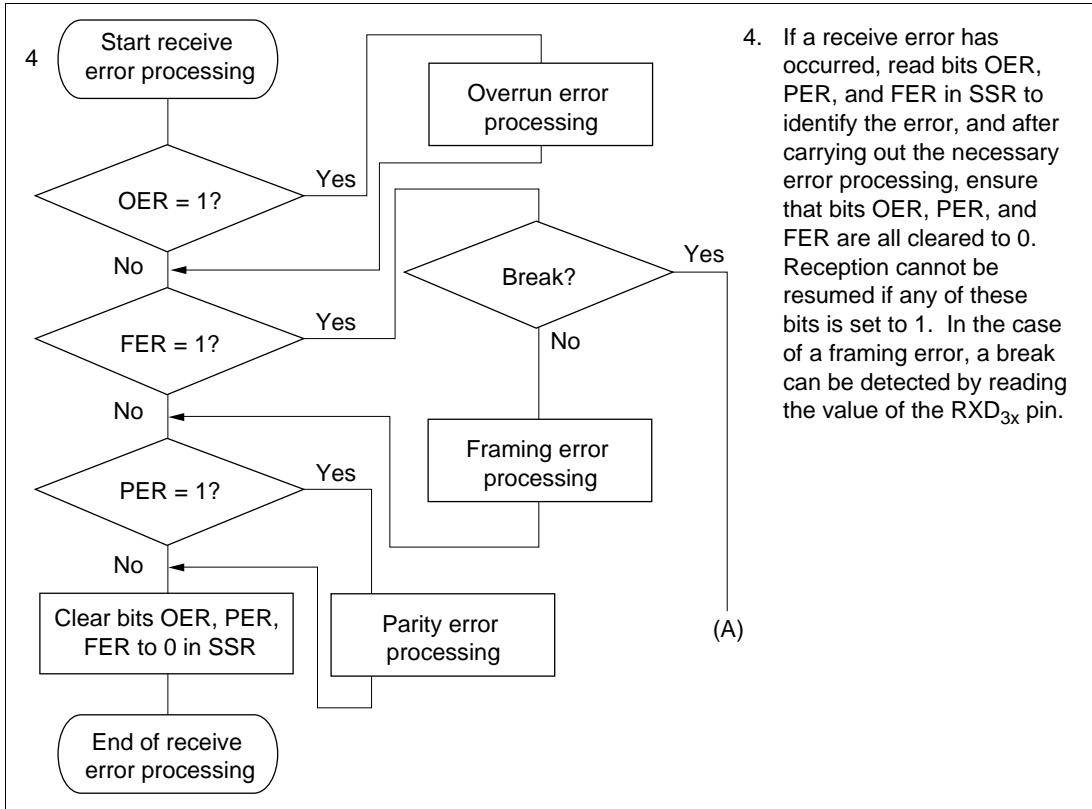 4
Start receive
error processing
Overrun error
processing
Yes
OER = 1?
No
Break?
Yes
Yes
FER = 1?
No
No
Framing error
processing
Yes
PER = 1?
No
Clear bits OER, PER,
FER to 0 in SSR
Parity error
processing
(A)
End of receive
error processing
4. If a receive error has
occurred, read bits OER,
PER, and FER in SSR to
identify the error, and after
carrying out the necessary
error processing, ensure
that bits OER, PER, and
FER are all cleared to 0.
Reception cannot be
resumed if any of these
bits is set to 1. In the case
of a framing error, a break
can be detected by reading
the value of the RXD3x pin.